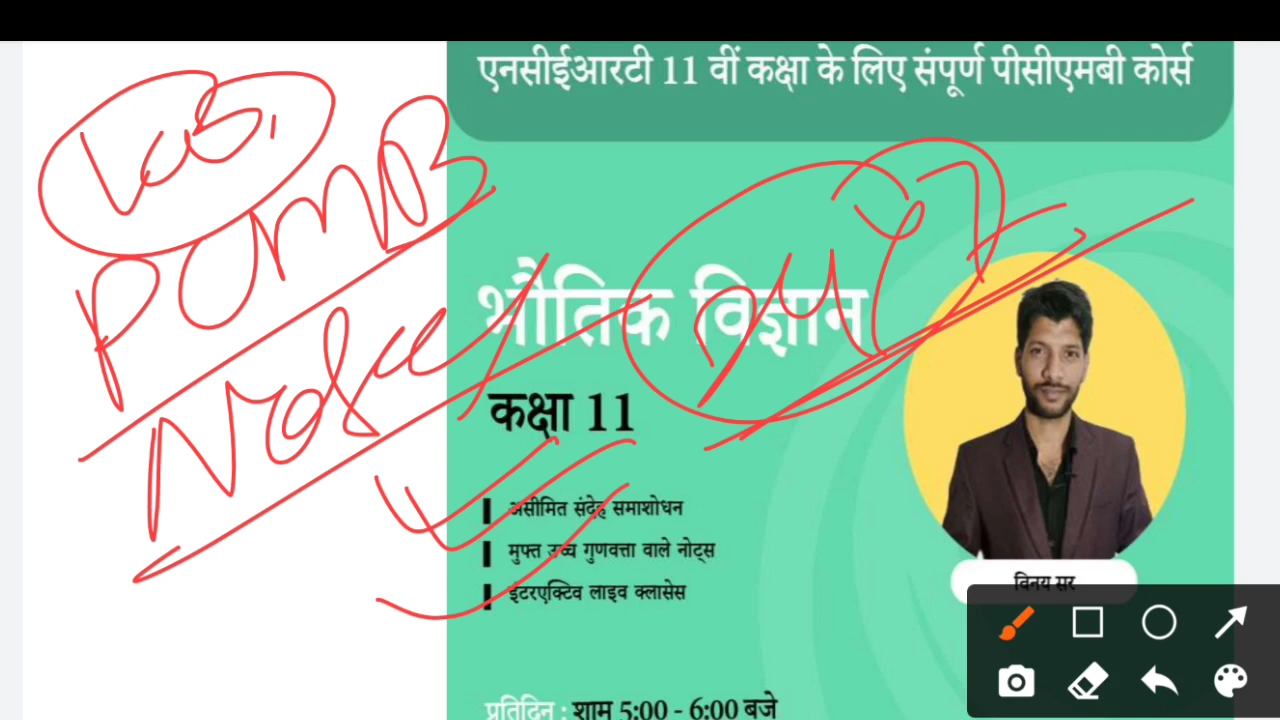 एनसीईआरटी 11 वीं कक्षा के लिए संपूर्ण पीसीएमबी कोर्स
PCMB
भौतिक विज्ञान
कक्षा 11
असीमित संदेह समाशोधन
मुफ्त उच्च गुणवत्ता वाले नोट्स
इंटरएक्टिव लाइव क्लासेस
विनय सर
प्रतिदिन : शाम 5:00 - 6:00 बजे